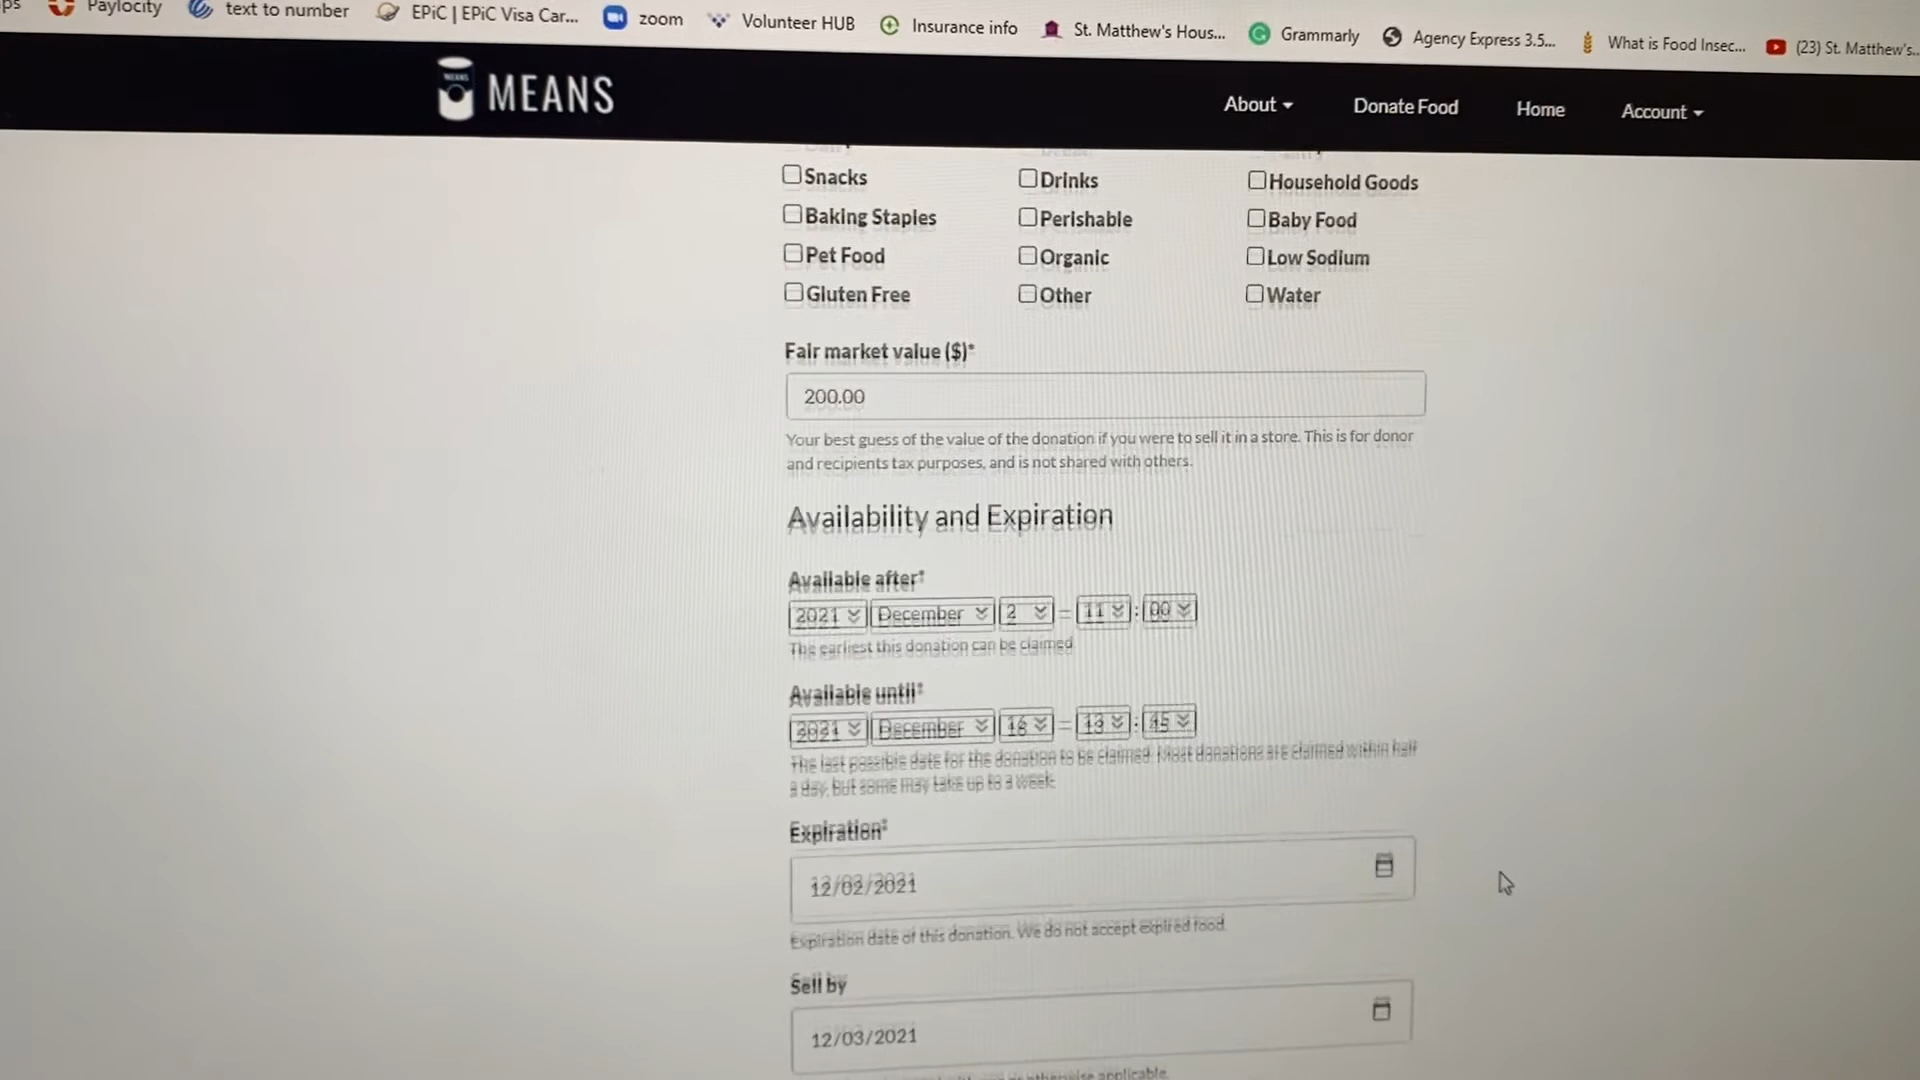 ps Paylocity text to number EPiC | EPiC Visa Car... zoom Volunteer HUB Insurance info St. Matthew's Hous... Grammarly Agency Express 3.5... What is Food Insec... (23) St. Matthew's...
MEANS About Donate Food Home Account
Snacks Drinks Household Goods
Baking Staples Perishable Baby Food
Pet Food Organic Low Sodium
Gluten Free Other Water
Fair market value ($)*
200.00
Your best guess of the value of the donation if you were to sell it in a store. This is for donor
and recipients tax purposes, and is not shared with others.
Availability and Expiration
Available after*
2021 December 2 – 11 : 00
The earliest this donation can be claimed
Available until*
2021 December 16 – 13 : 45
The last possible date for the donation to be claimed. Most donations are claimed within half
a day, but some may take up to a week.
Expiration*
12/02/2021
Expiration date of this donation. We do not accept expired food.
Sell by
12/03/2021
otherwise applicable.